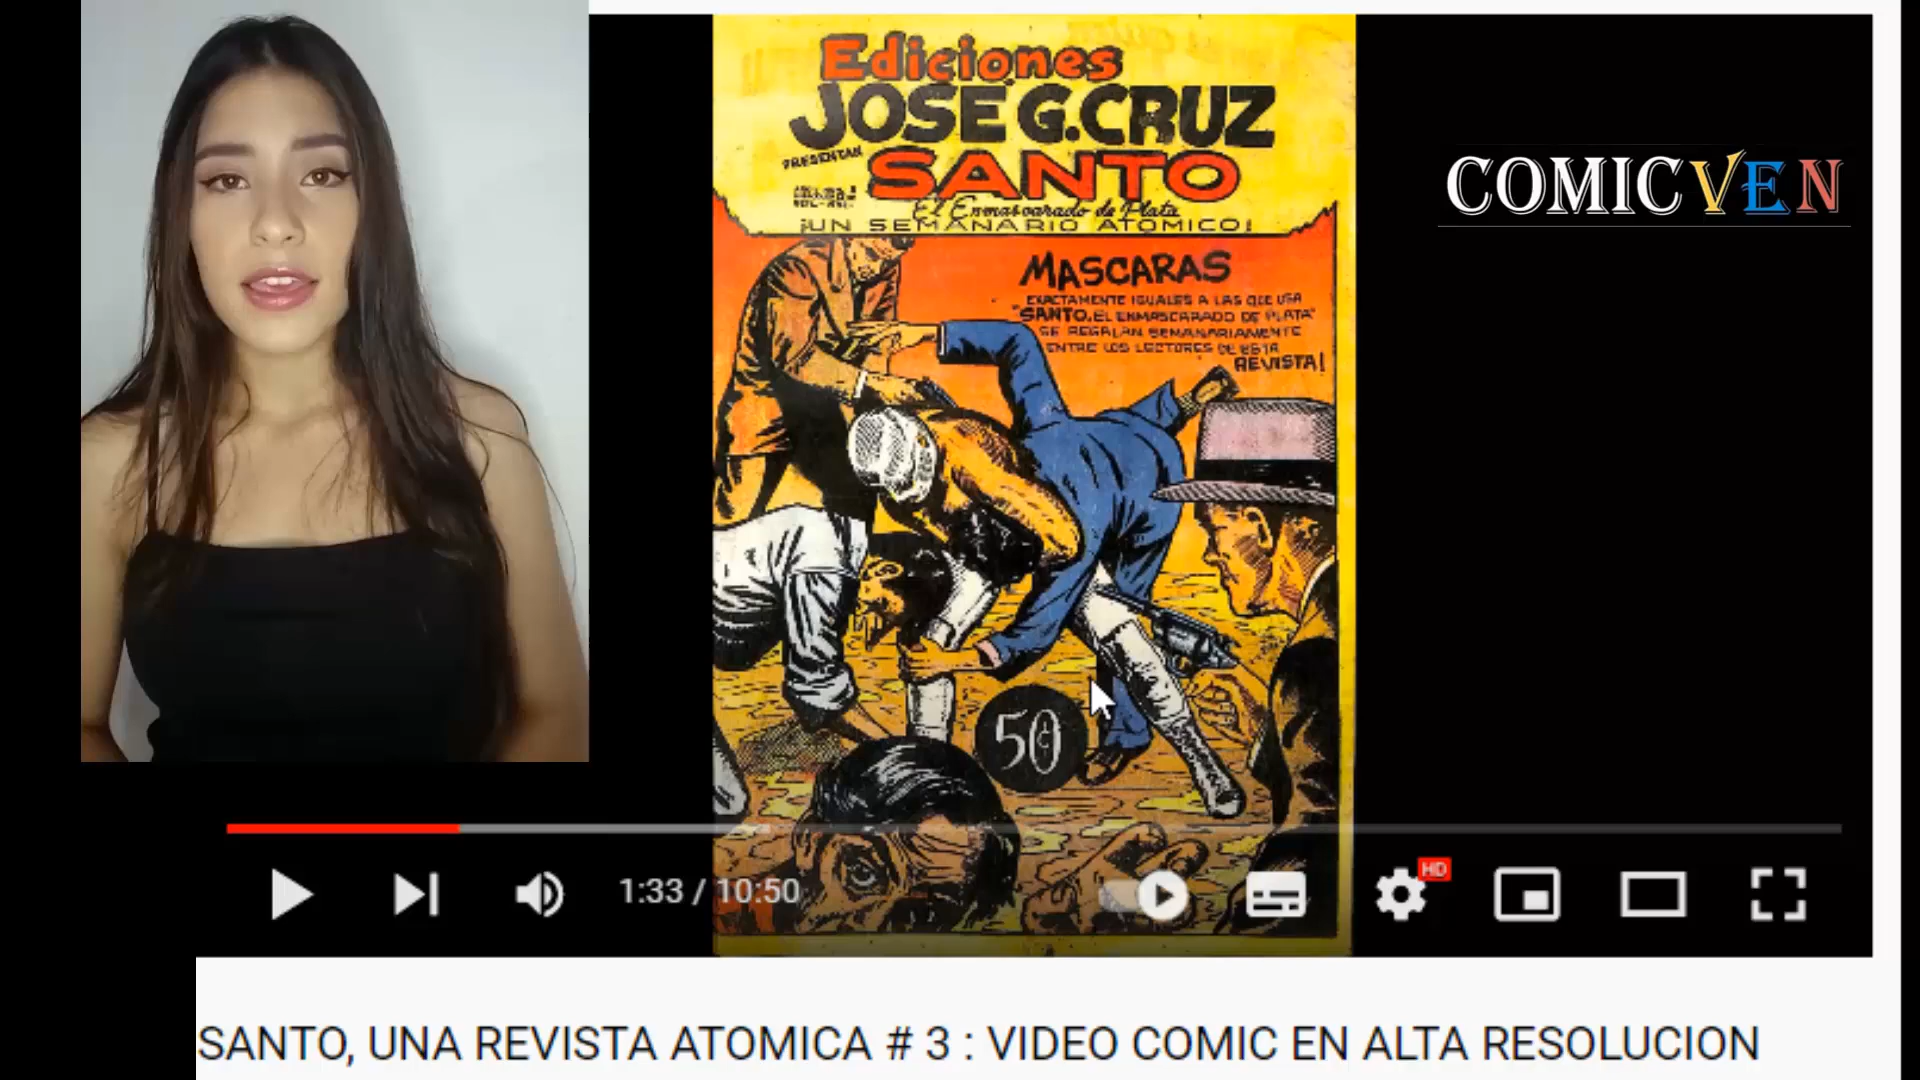 Ediciones
JOSE G. CRUZ
PRESENTAN
SANTO
El Enmascarado de Plata
¡UN SEMANARIO ATOMICO!
MASCARAS
EXACTAMENTE IGUALES A LAS QUE USA
"SANTO, EL ENMASCARADO DE PLATA"
SE REGALAN SEMANARIAMENTE
ENTRE LOS LECTORES DE ESTA
REVISTA!
50¢
COMICVEN
1:33 / 10:50
HD
SANTO, UNA REVISTA ATOMICA # 3 : VIDEO COMIC EN ALTA RESOLUCION